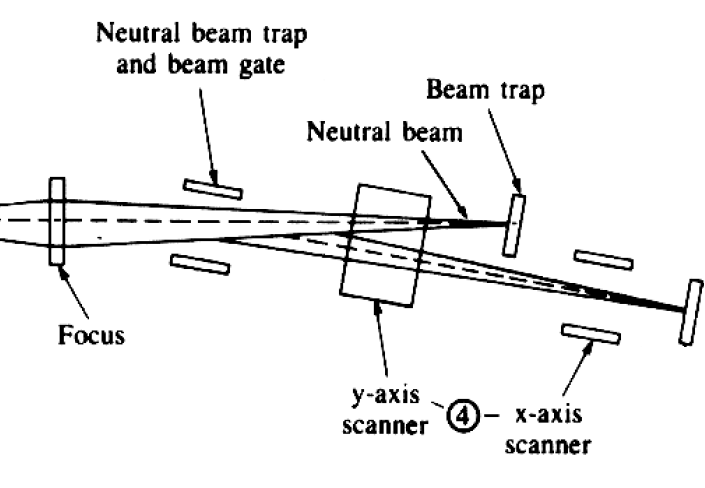 Neutral beam trap
and beam gate
Beam trap
Neutral beam
Focus
y-axis
scanner
④
x-axis
scanner